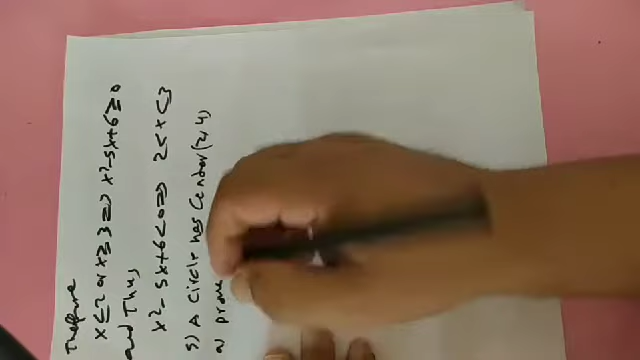 Therefore
x ≤ 2 or x ≥ 3 ⇒ x²-5x+6 ≥ 0
and Thus
x²-5x+6<0 ⇒ 2<x<3
5) A Circle has Center (2,4)
a) prove